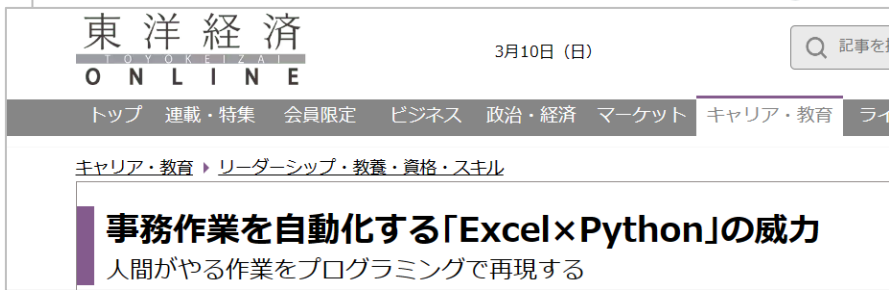 東洋経済
TOYOKEIZAI
ONLINE
3月10日（日）
記事を
トップ 連載・特集 会員限定 ビジネス 政治・経済 マーケット キャリア・教育 ライ
キャリア・教育 リーダーシップ・教養・資格・スキル
事務作業を自動化する「Excel×Python」の威力
人間がやる作業をプログラミングで再現する